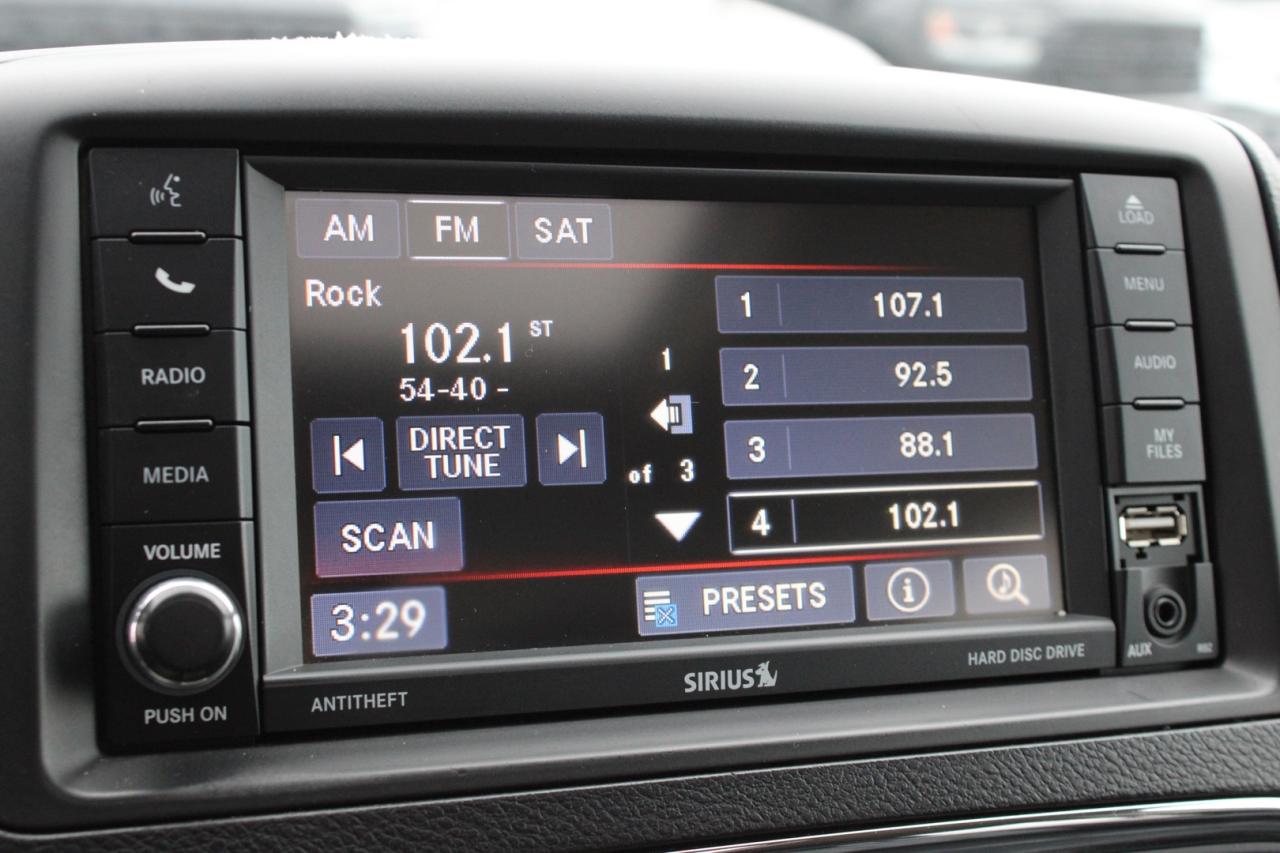 AM FM SAT
Rock
102.1 ST
54-40 -
DIRECT
TUNE
SCAN
3:29
1
of 3
1 107.1
2 92.5
3 88.1
4 102.1
PRESETS
i
RADIO
MEDIA
VOLUME
PUSH ON
LOAD
MENU
AUDIO
MY
FILES
AUX
ANTITHEFT
SIRIUS
HARD DISC DRIVE